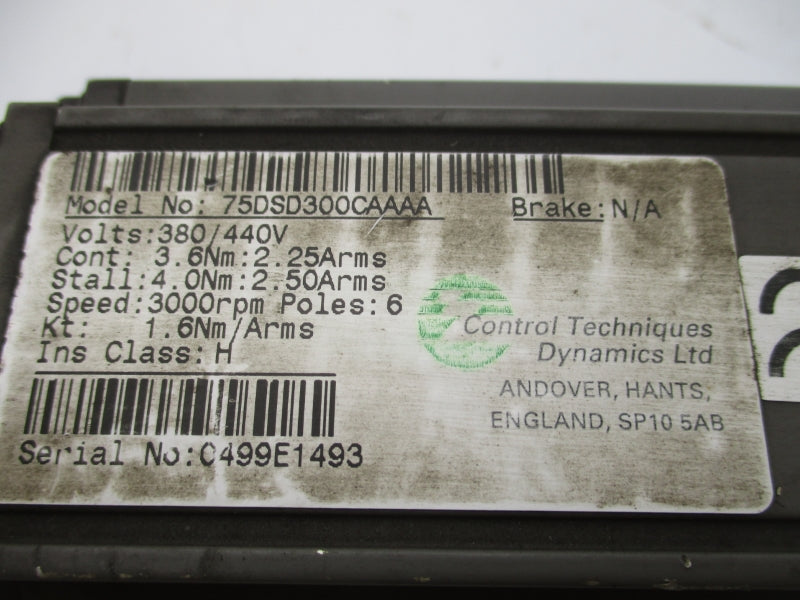 Model No: 75DSD300CAAAA Brake: N/A
Volts:380/440V
Cont: 3.6Nm:2.25Arms
Stall:4.0Nm:2.50Arms
Speed:3000rpm Poles:6
Kt: 1.6Nm/Arms
Ins Class:H
Control Techniques
Dynamics Ltd
ANDOVER, HANTS,
ENGLAND, SP10 5AB
Serial No:0499E1493